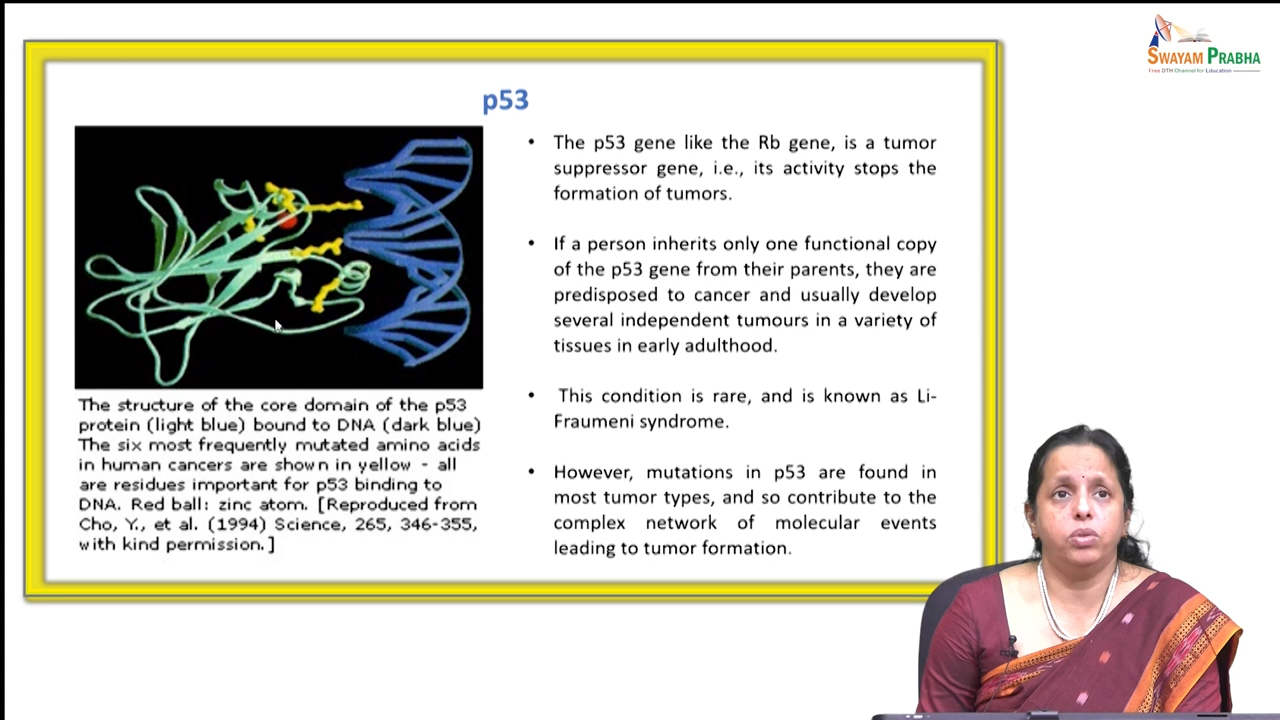 SWAYAM PRABHA
Free DTH Channel for Education
p53
• The p53 gene like the Rb gene, is a tumor
suppressor gene, i.e., its activity stops the
formation of tumors.
• If a person inherits only one functional copy
of the p53 gene from their parents, they are
predisposed to cancer and usually develop
several independent tumours in a variety of
tissues in early adulthood.
• This condition is rare, and is known as Li-
Fraumeni syndrome.
• However, mutations in p53 are found in
most tumor types, and so contribute to the
complex network of molecular events
leading to tumor formation.
The structure of the core domain of the p53
protein (light blue) bound to DNA (dark blue)
The six most frequently mutated amino acids
in human cancers are shown in yellow - all
are residues important for p53 binding to
DNA. Red ball: zinc atom. [Reproduced from
Cho, Y., et al. (1994) Science, 265, 346-355,
with kind permission.]